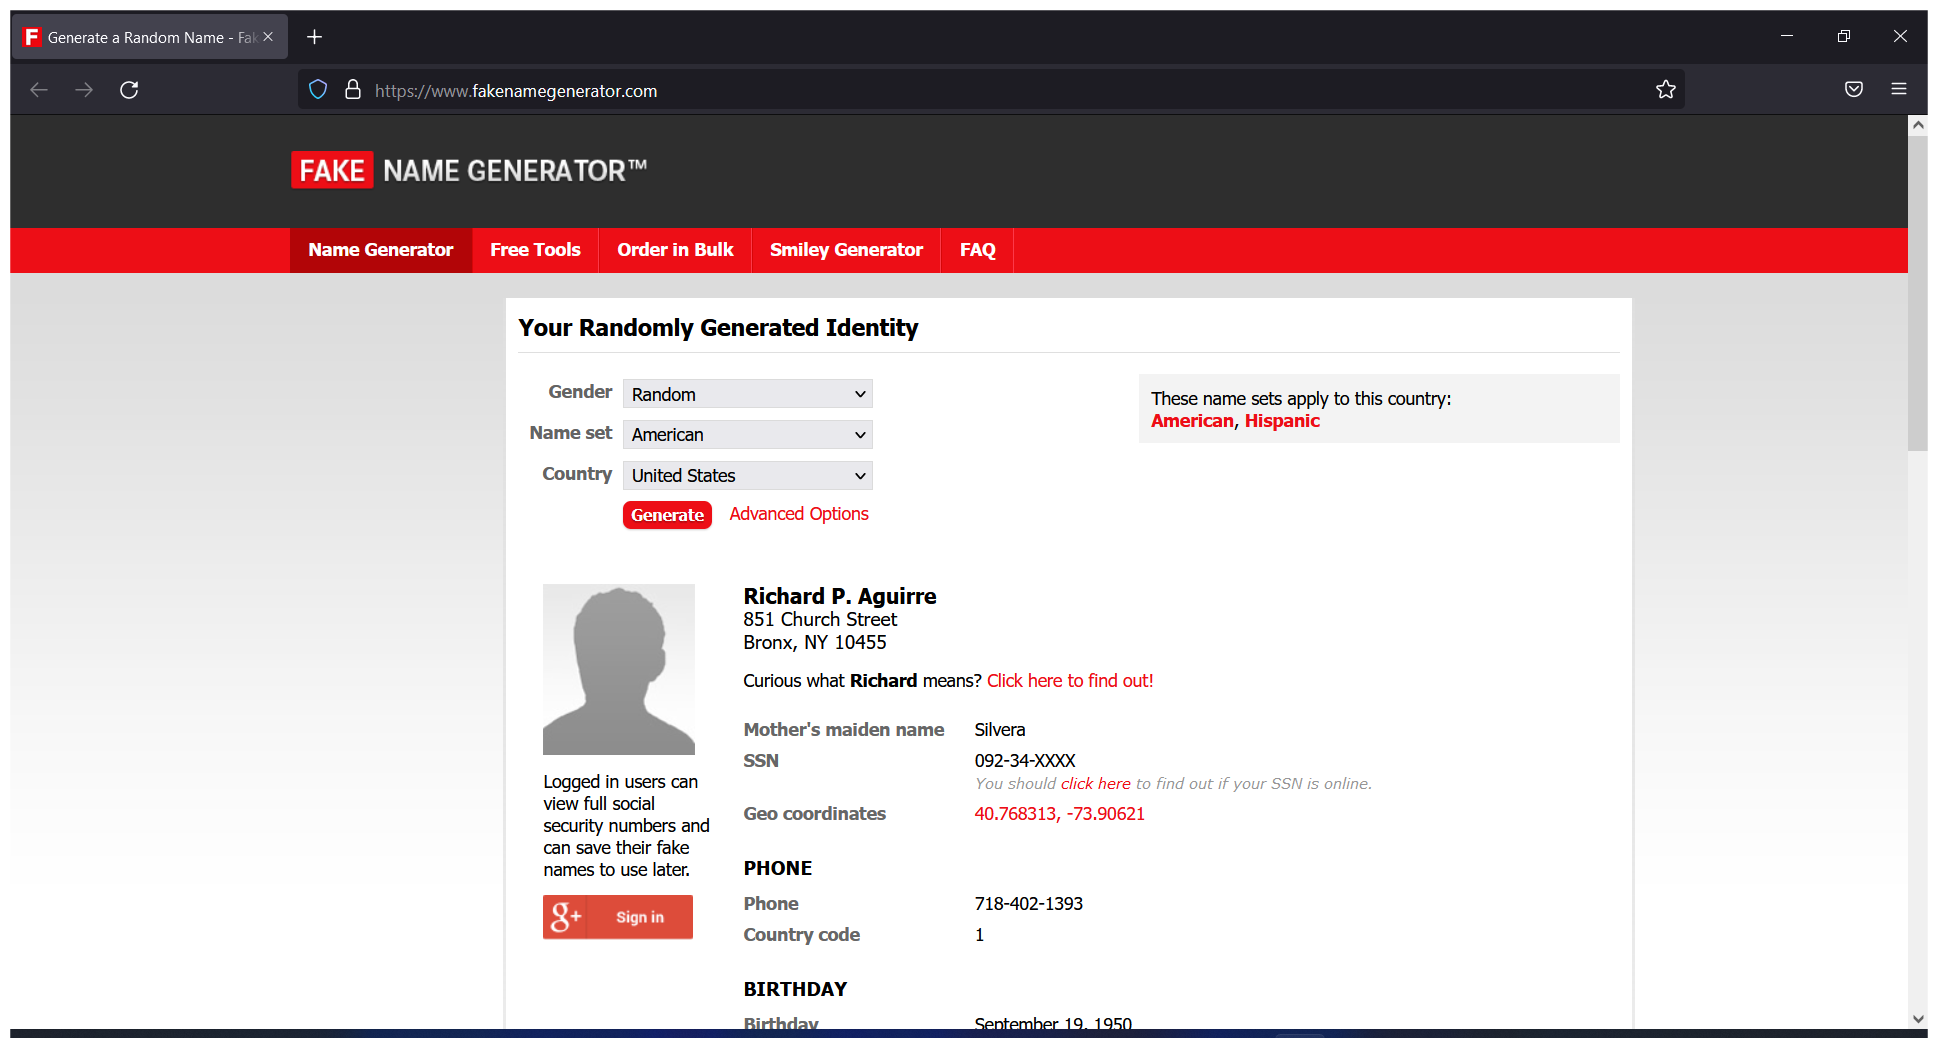 Generate a Random Name - Fak
https://www.fakenamegenerator.com
FAKE NAME GENERATOR™
Name Generator Free Tools Order in Bulk Smiley Generator FAQ
Your Randomly Generated Identity
Gender Random
Name set American
Country United States
Generate Advanced Options
These name sets apply to this country:
American, Hispanic
Richard P. Aguirre
851 Church Street
Bronx, NY 10455
Curious what Richard means? Click here to find out!
Mother's maiden name Silvera
SSN 092-34-XXXX
You should click here to find out if your SSN is online.
Geo coordinates 40.768313, -73.90621
Logged in users can
view full social
security numbers and
can save their fake
names to use later.
g+ Sign in
PHONE
Phone 718-402-1393
Country code 1
BIRTHDAY
Birthday September 19, 1950